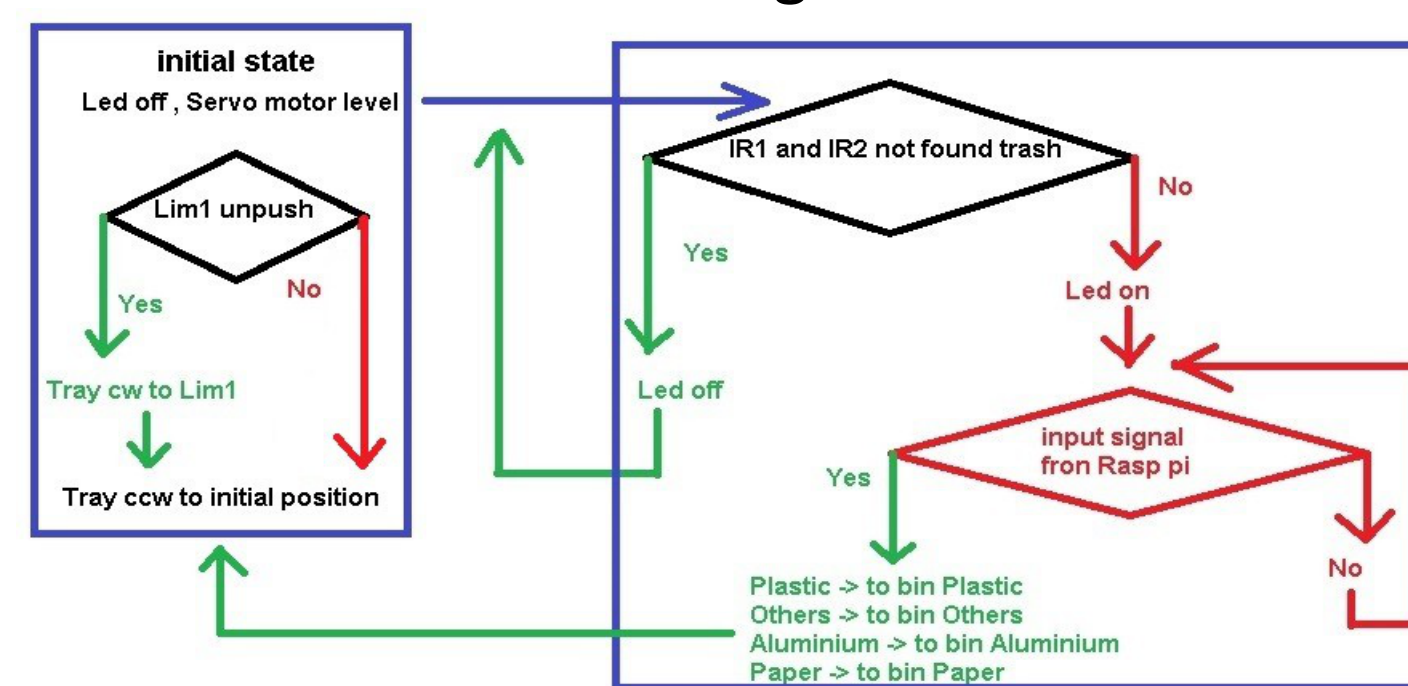 initial state
Led off , Servo motor level
Lim1 unpush
Yes
No
Tray cw to Lim1
Tray ccw to initial position
IR1 and IR2 not found trash
Yes
No
Led off
Led on
input signal
fron Rasp pi
Yes
No
Plastic -> to bin Plastic
Others -> to bin Others
Aluminium -> to bin Aluminium
Paper -> to bin Paper